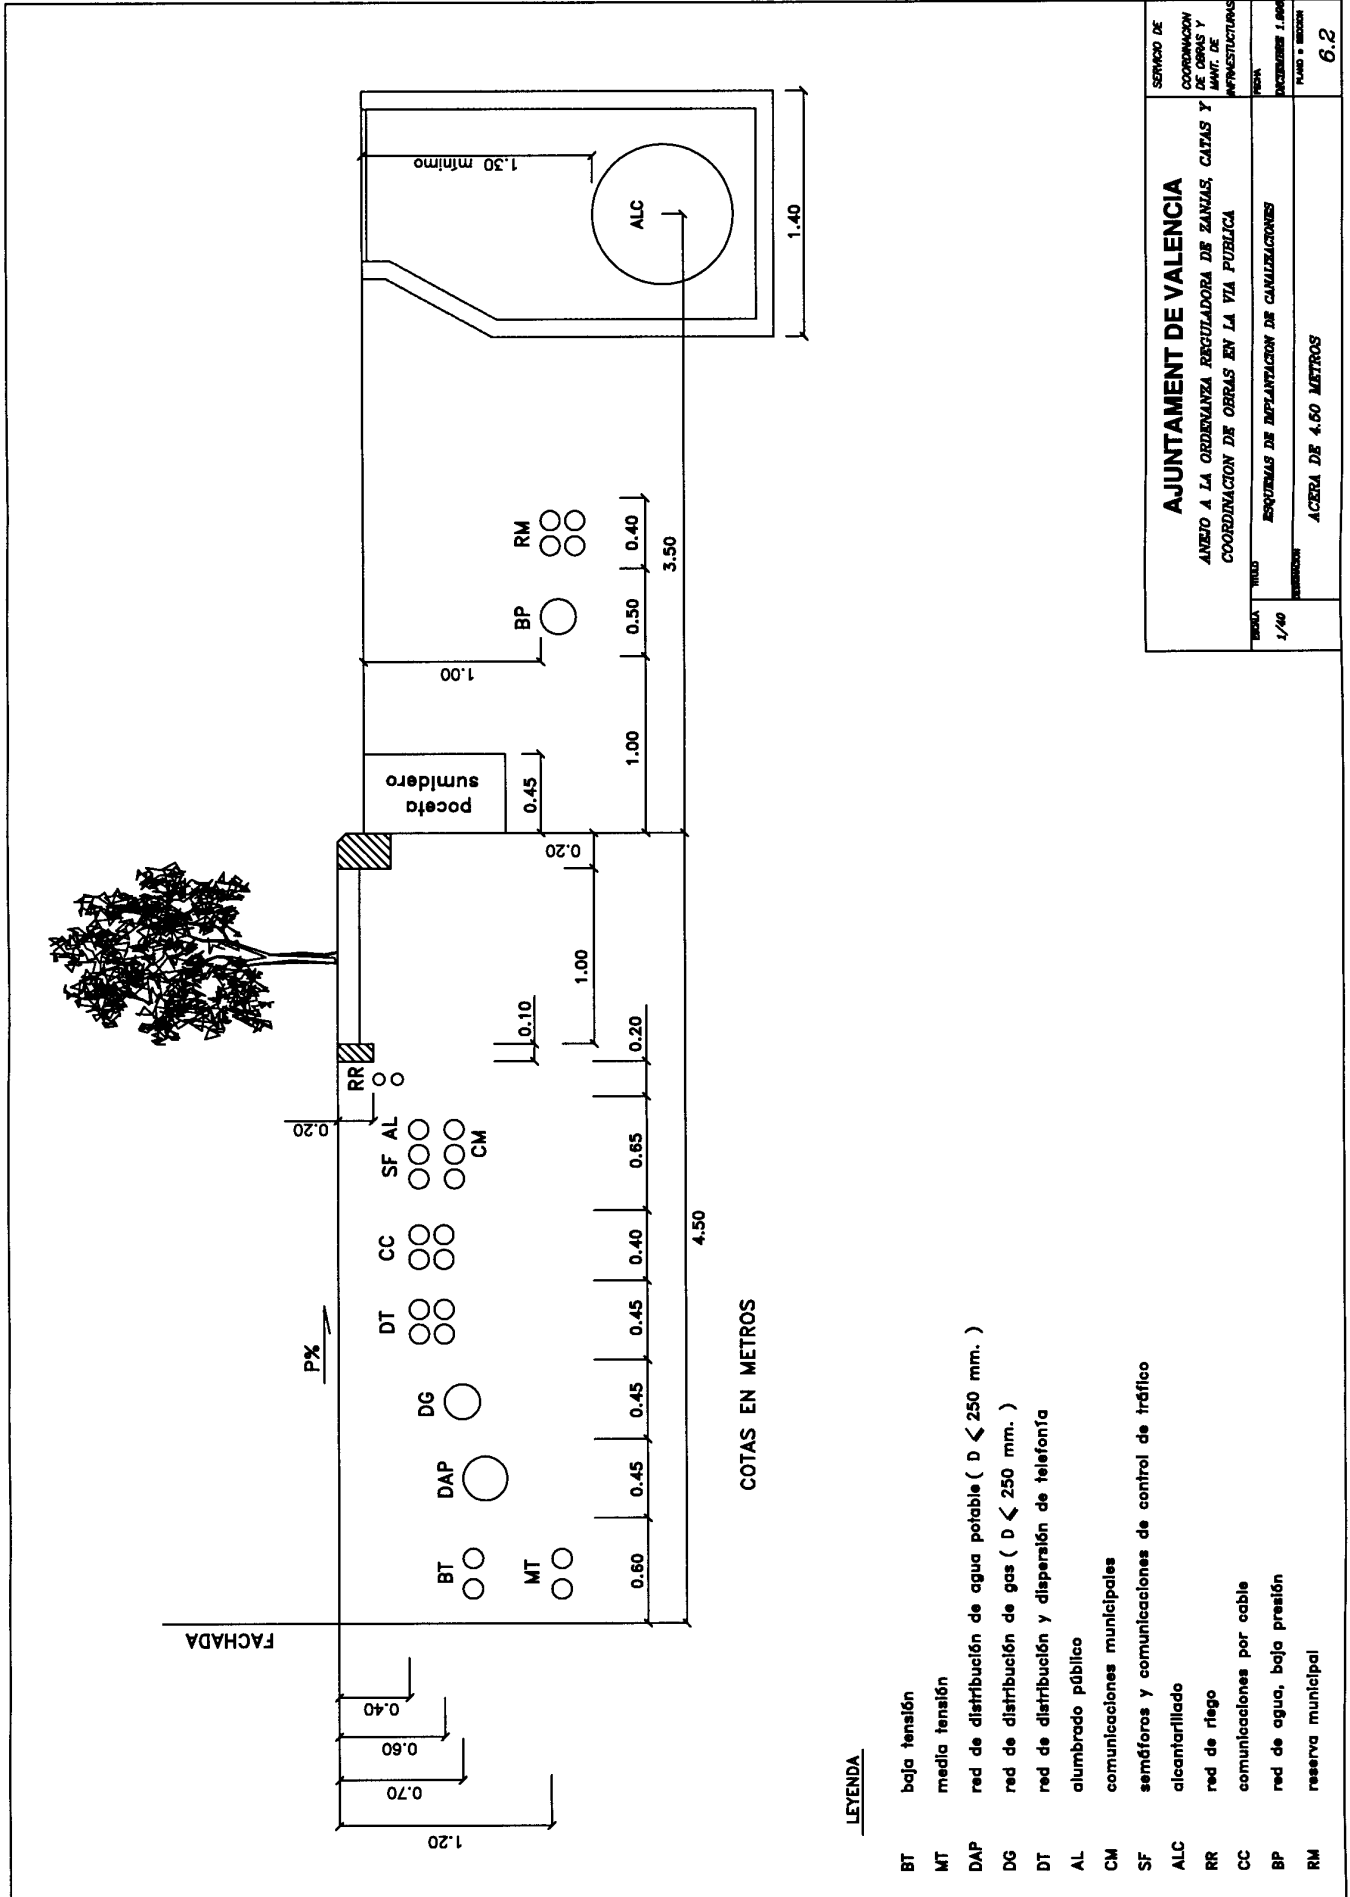 FACHADA
P%
0.40
0.60
0.70
1.20
0.20
BT
MT
DAP
DG
DT
CC
SF
AL
CM
RR
poceta
sumidero
BP
RM
ALC
1.30 mínimo
1.00
0.45
0.20
1.00
0.10
0.60
0.45
0.45
0.45
0.40
0.65
0.20
1.00
0.50
0.40
4.50
3.50
1.40
COTAS EN METROS
LEYENDA
BT baja tensión
MT media tensión
DAP red de distribución de agua potable ( D ⩽ 250 mm. )
DG red de distribución de gas ( D ⩽ 250 mm. )
DT red de distribución y dispersión de telefonía
AL alumbrado público
CM comunicaciones municipales
SF semáforos y comunicaciones de control de tráfico
ALC alcantarillado
RR red de riego
CC comunicaciones por cable
BP red de agua, baja presión
RM reserva municipal
AJUNTAMENT DE VALENCIA
ANEJO A LA ORDENANZA REGULADORA DE ZANJAS, CATAS Y
COORDINACION DE OBRAS EN LA VIA PUBLICA
SERVICIO DE
COORDINACION
DE OBRAS Y
MANT. DE
INFRAESTUCTURAS
ESCALA
1/40
TITULO
ESQUEMAS DE IMPLANTACION DE CANALIZACIONES
FECHA
DICIEMBRE 1.996
DESIGNACION
ACERA DE 4.50 METROS
PLANO o SECCION
6.2